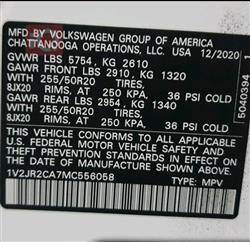 MFD BY VOLKSWAGEN GROUP OF AMERICA
CHATTANOOGA OPERATIONS, LLC. USA 12/2020
GVWR LBS 5754, KG 2610
GAWR FRONT LBS 2910, KG 1320
255/50R20 TIRES,
8JX20 RIMS, AT 250 KPA. 36 PSI COLD
GAWR REAR LBS 2954, KG 1340
255/50R20 TIRES,
8JX20 RIMS, AT 250 KPA. 36 PSI COLD
THIS VEHICLE CONFORMS TO ALL APPLICABLE
U.S. FEDERAL MOTOR VEHICLE SAFETY AND
THEFT PREVENTION STANDARDS IN EFFECT
ON THE DATE OF MANUFACTURE SHOWN ABOVE.
1V2JR2CA7MC556058 TYPE: MPV
5040394 1